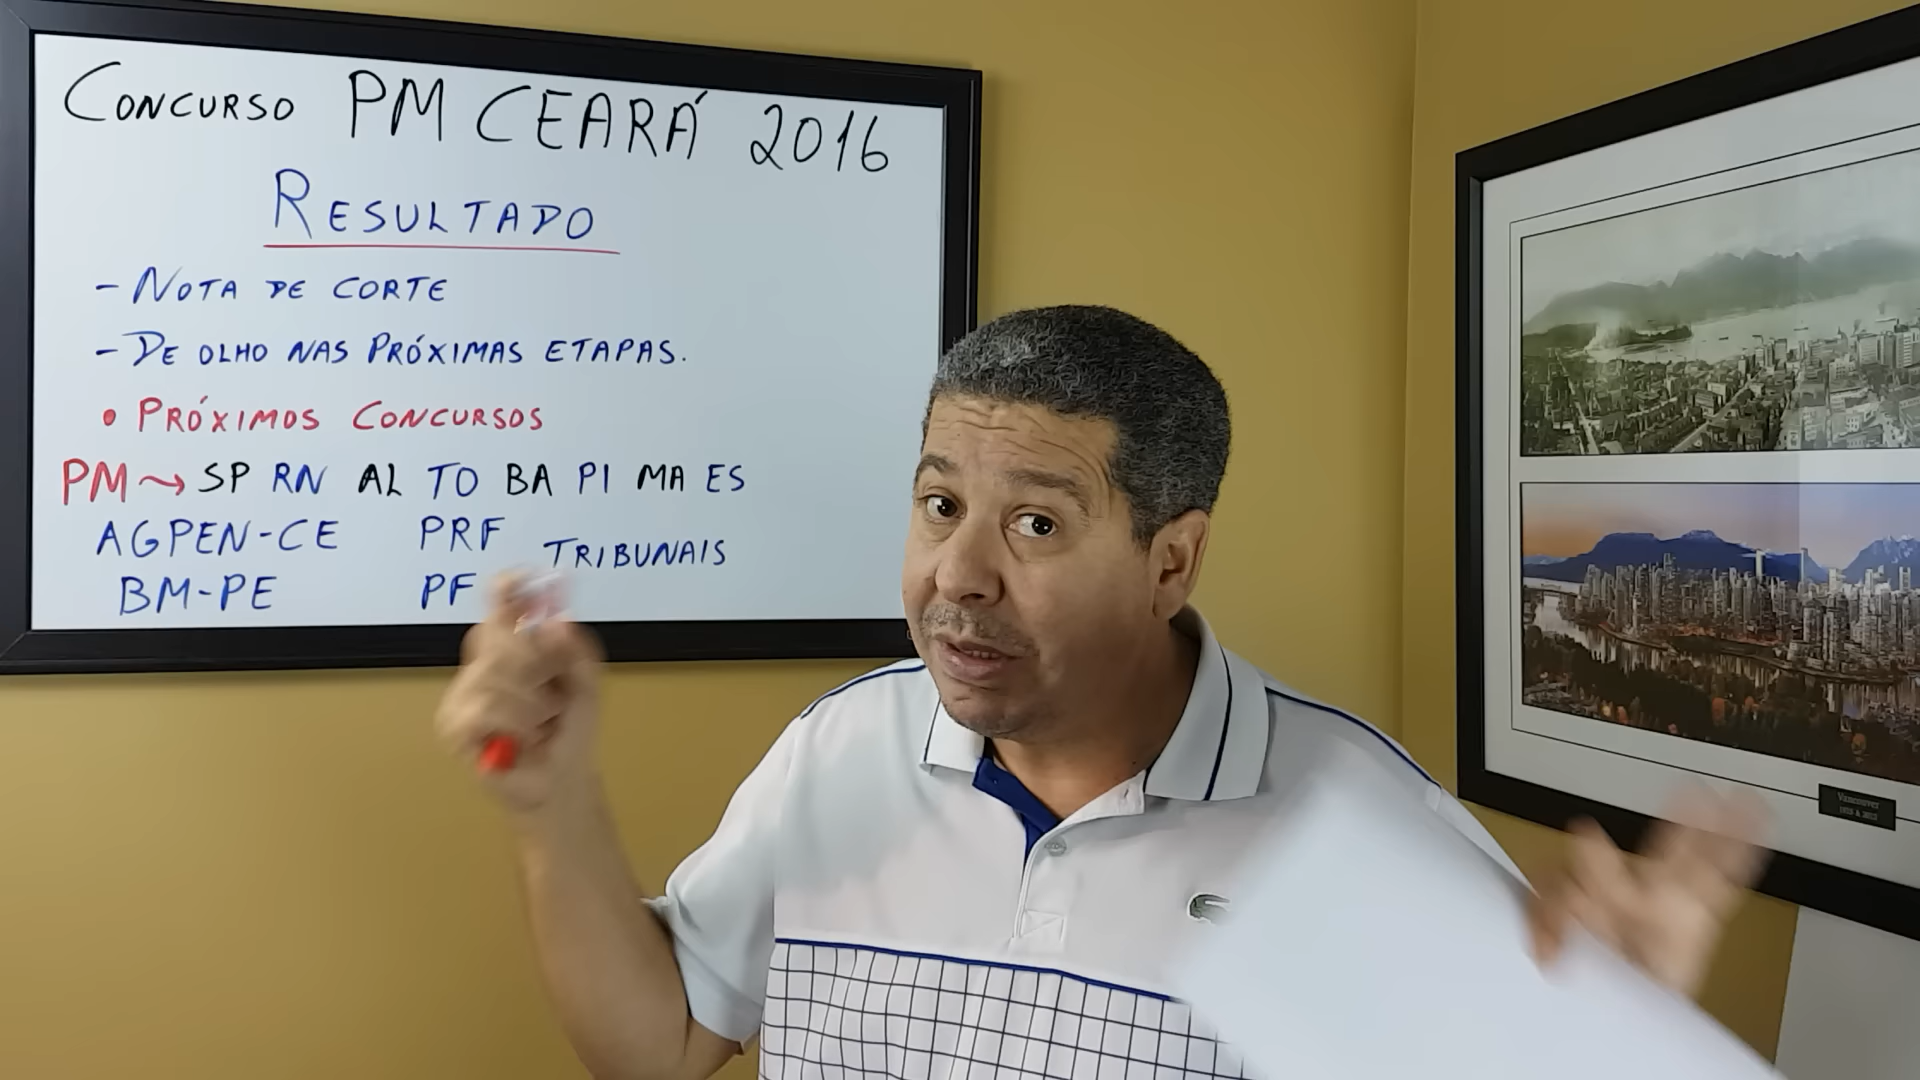 CONCURSO PM CEARÁ 2016
RESULTADO
- NOTA DE CORTE
- DE OLHO NAS PRÓXIMAS ETAPAS.
• PRÓXIMOS CONCURSOS
PM → SP RN AL TO BA PI MA ES
AGPEN-CE PRF TRIBUNAIS
BM-PE PF
Vancouver